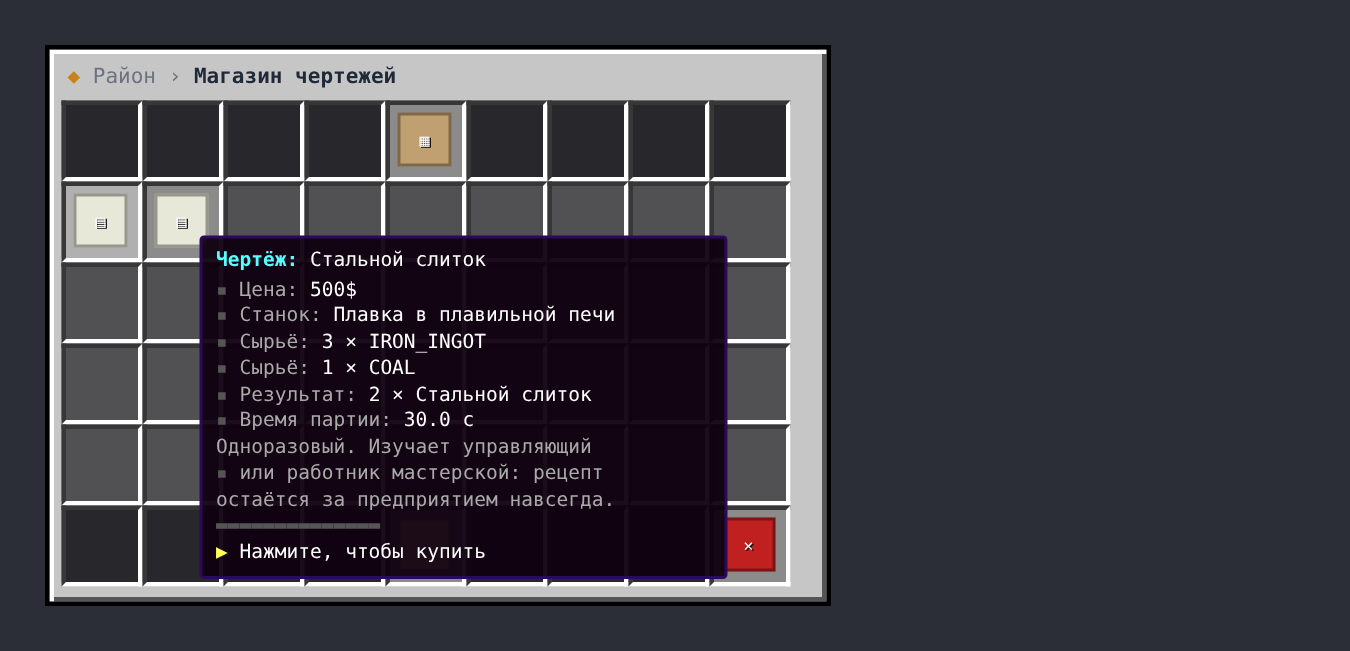 ◆ Район › Магазин чертежей
Чертёж: Стальной слиток
▪ Цена: 500$
▪ Станок: Плавка в плавильной печи
▪ Сырьё: 3 × IRON_INGOT
▪ Сырьё: 1 × COAL
▪ Результат: 2 × Стальной слиток
▪ Время партии: 30.0 с
Одноразовый. Изучает управляющий
▪ или работник мастерской: рецепт
остаётся за предприятием навсегда.
▶ Нажмите, чтобы купить
×